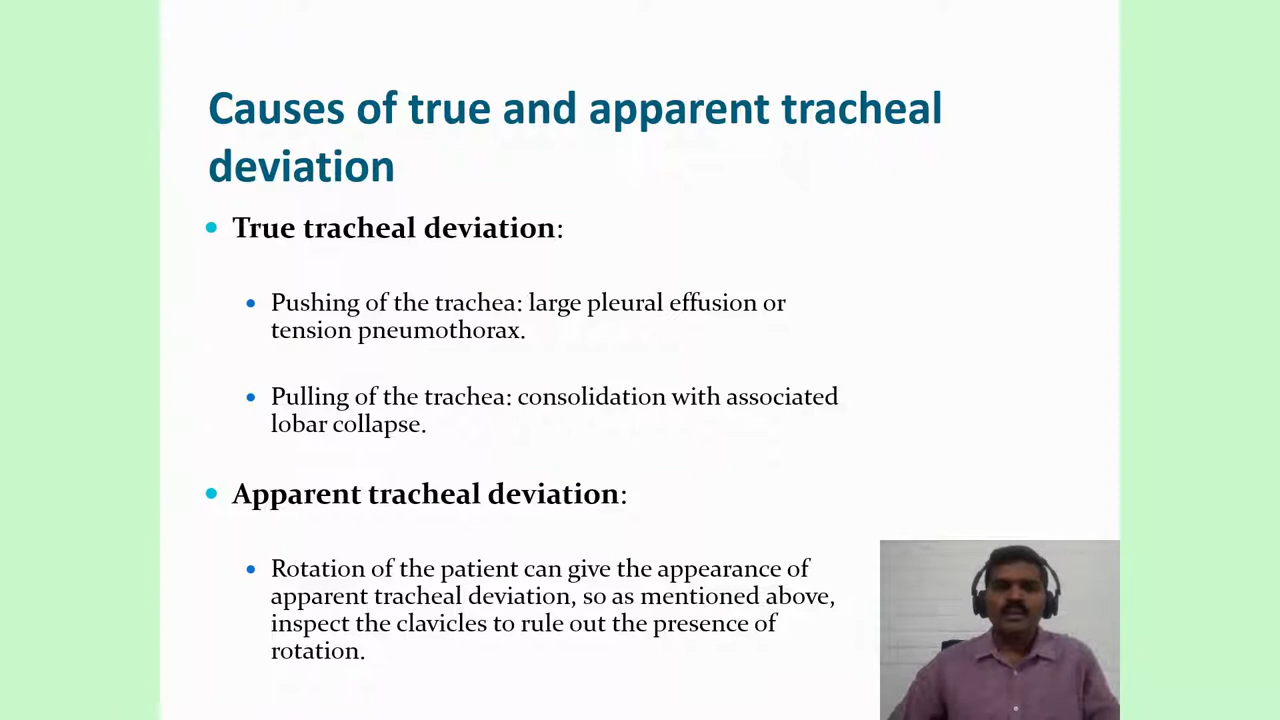 Causes of true and apparent tracheal
deviation
• True tracheal deviation:
• Pushing of the trachea: large pleural effusion or
tension pneumothorax.
• Pulling of the trachea: consolidation with associated
lobar collapse.
• Apparent tracheal deviation:
• Rotation of the patient can give the appearance of
apparent tracheal deviation, so as mentioned above,
inspect the clavicles to rule out the presence of
rotation.